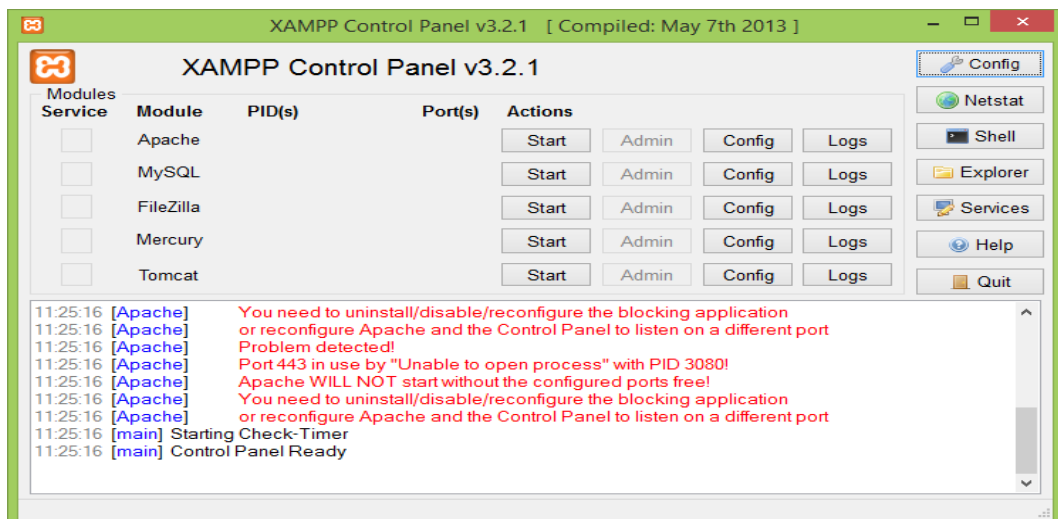 XAMPP Control Panel v3.2.1 [ Compiled: May 7th 2013 ]
XAMPP Control Panel v3.2.1
Config
Modules
Netstat
Service Module PID(s) Port(s) Actions
Apache Start Admin Config Logs
Shell
MySQL Start Admin Config Logs
Explorer
FileZilla Start Admin Config Logs
Services
Mercury Start Admin Config Logs
Help
Tomcat Start Admin Config Logs
Quit
11:25:16 [Apache] You need to uninstall/disable/reconfigure the blocking application
11:25:16 [Apache] or reconfigure Apache and the Control Panel to listen on a different port
11:25:16 [Apache] Problem detected!
11:25:16 [Apache] Port 443 in use by "Unable to open process" with PID 3080!
11:25:16 [Apache] Apache WILL NOT start without the configured ports free!
11:25:16 [Apache] You need to uninstall/disable/reconfigure the blocking application
11:25:16 [Apache] or reconfigure Apache and the Control Panel to listen on a different port
11:25:16 [main] Starting Check-Timer
11:25:16 [main] Control Panel Ready